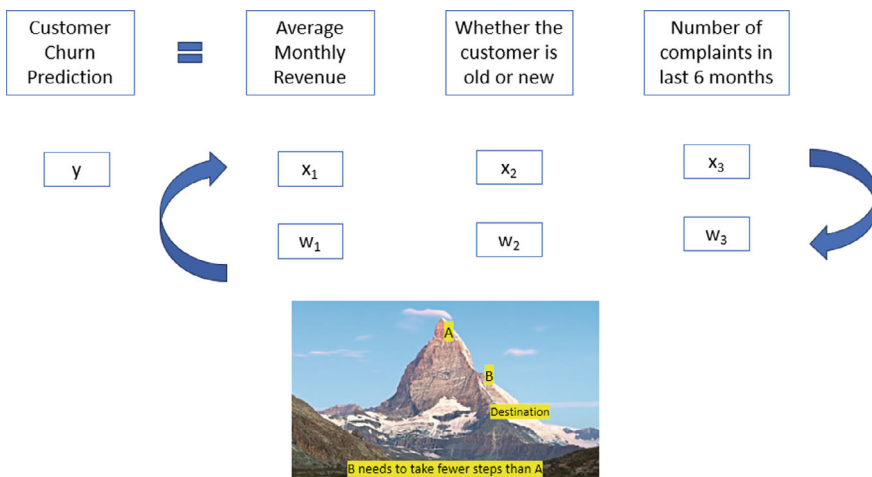 Customer
Churn
Prediction
=
Average
Monthly
Revenue
Whether the
customer is
old or new
Number of
complaints in
last 6 months
y
x₁
x₂
x₃
w₁
w₂
w₃
A
B
Destination
B needs to take fewer steps than A